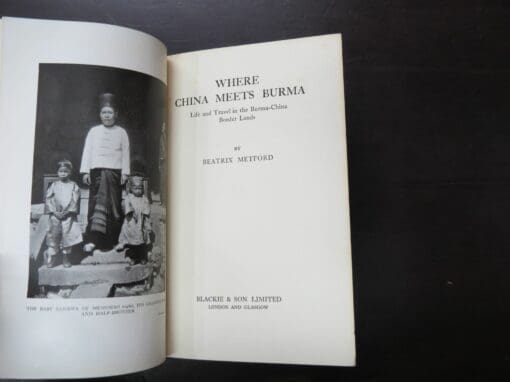 THE BABY SAWBWA OF
AND HALF-BROTHER
WHERE
CHINA MEETS BURMA
Life and Travel in the Burma-China
Border Lands
BY
BEATRIX METFORD
BLACKIE & SON LIMITED
LONDON AND GLASGOW